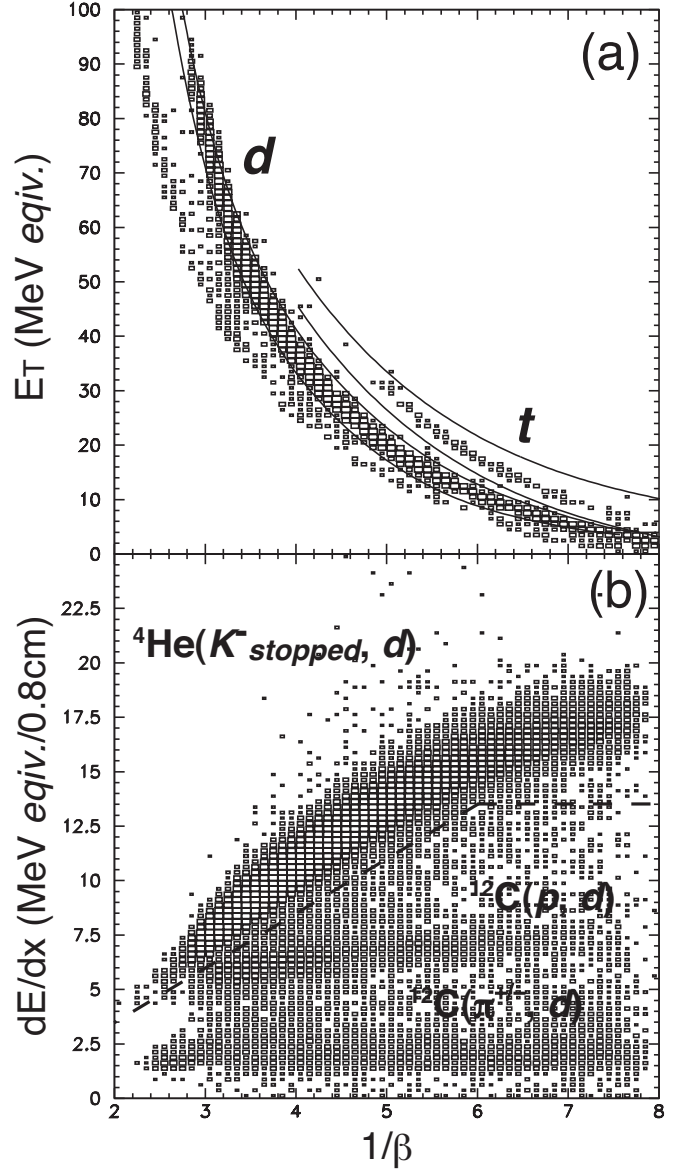 100
90
80
70
60
50
40
30
20
10
0
ET (MeV eqiv.)
(a)
d
t
22.5
20
17.5
15
12.5
10
7.5
5
2.5
0
dE/dx (MeV eqiv./0.8cm)
(b)
⁴He(K⁻stopped, d)
¹²C(p, d)
¹²C(π⁺/⁻, d)
2 3 4 5 6 7 8
1/β